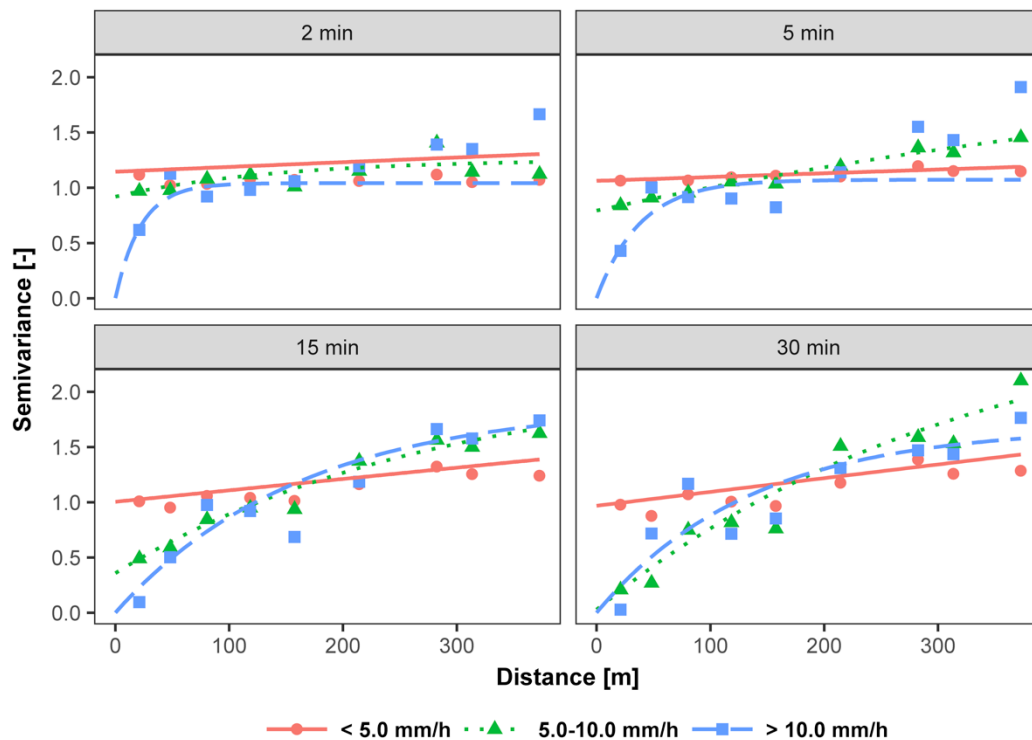 2 min
5 min
2.0
1.5
1.0
0.5
0.0
15 min
30 min
2.0
1.5
1.0
0.5
0.0
0
100
200
300
0
100
200
300
Semivariance [-]
Distance [m]
< 5.0 mm/h
5.0-10.0 mm/h
> 10.0 mm/h